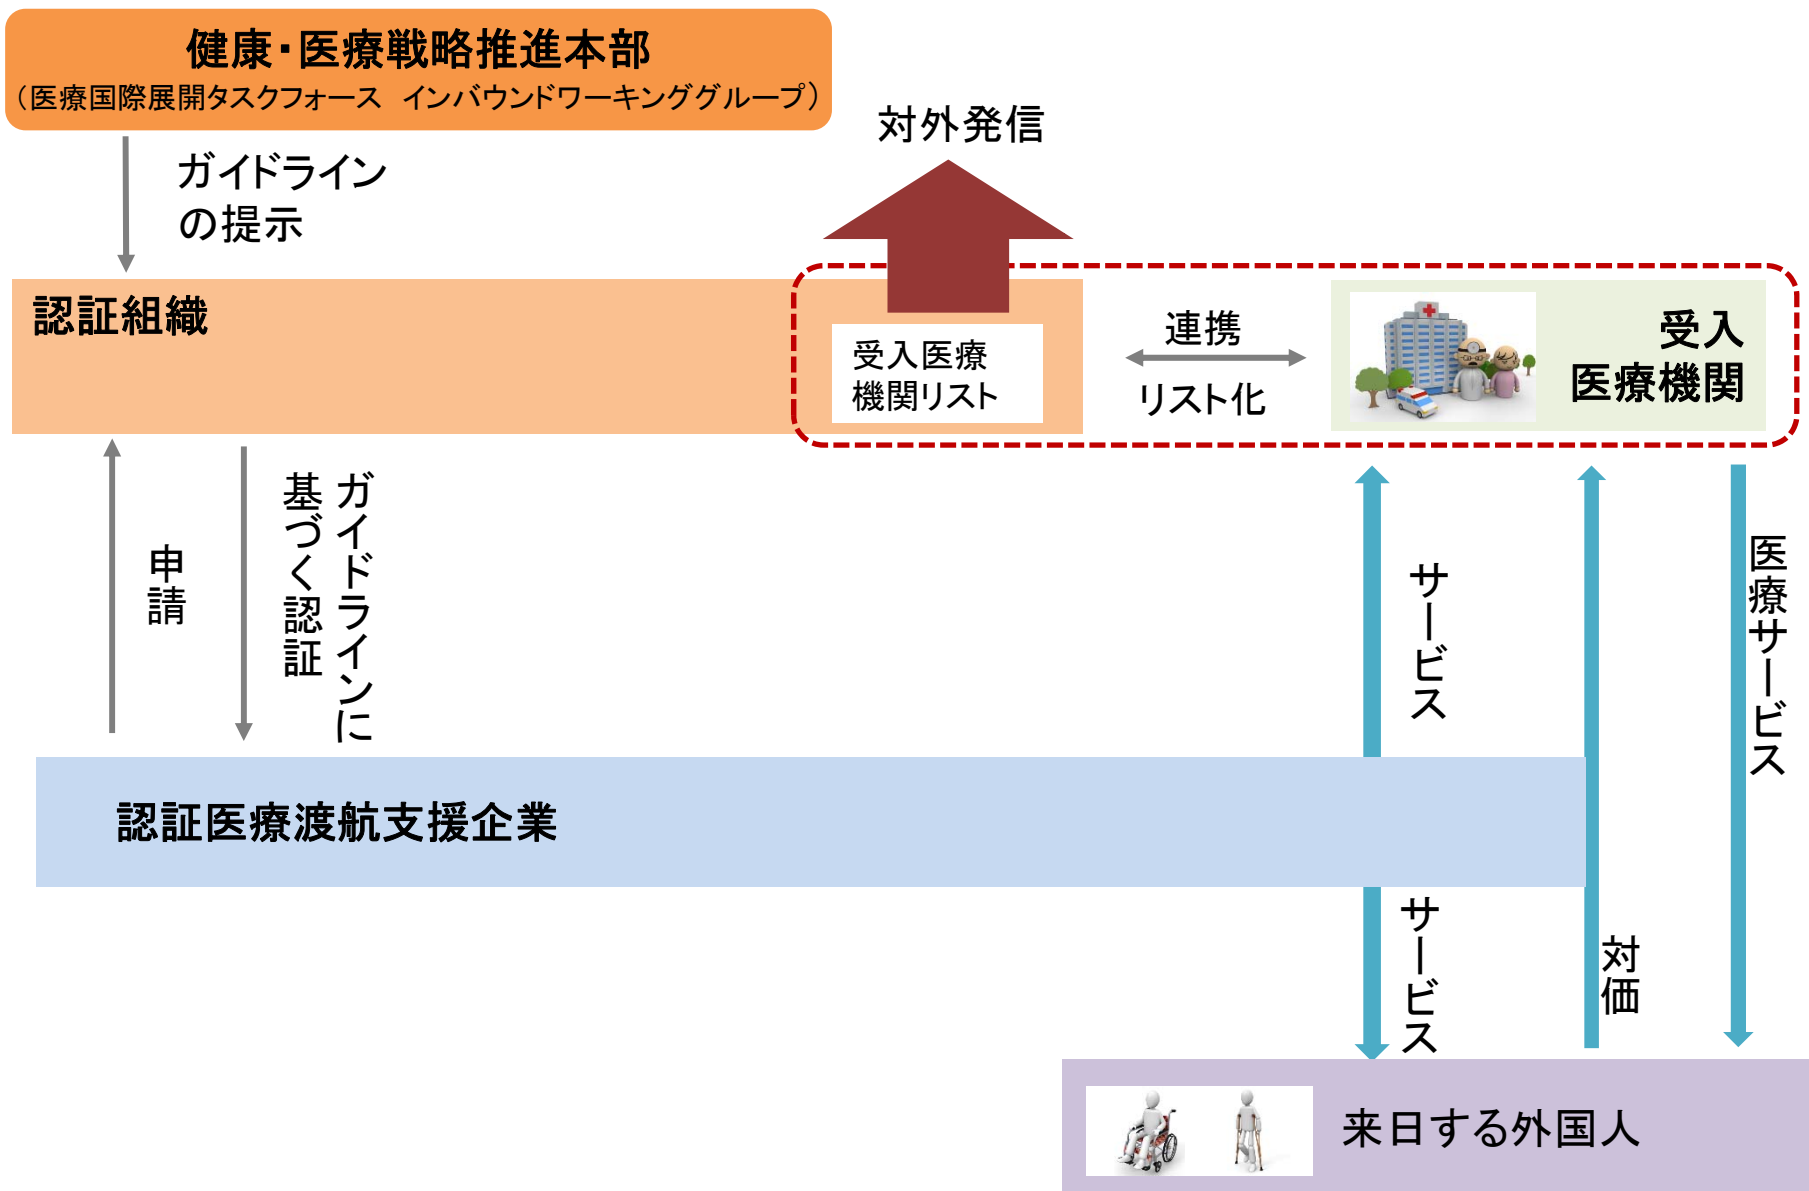 健康・医療戦略推進本部
（医療国際展開タスクフォース　インバウンドワーキンググループ）
対外発信
ガイドライン
の提示
認証組織
受入医療
機関リスト
連携
リスト化
受入
医療機関
申請
ガイドラインに
基づく認証
サービス
医療サービス
認証医療渡航支援企業
サービス
対価
来日する外国人